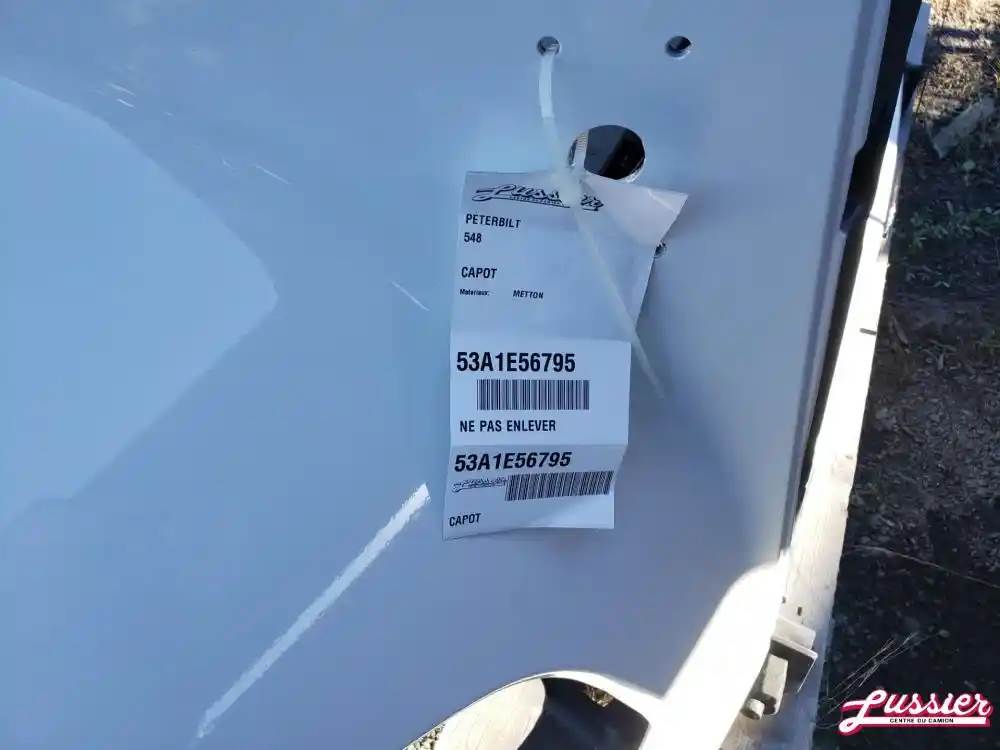 Lussier
PETERBILT
548
CAPOT
Materiaux: METTON
53A1E56795
NE PAS ENLEVER
53A1E56795
Lussier
CAPOT
Lussier
CENTRE DU CAMION